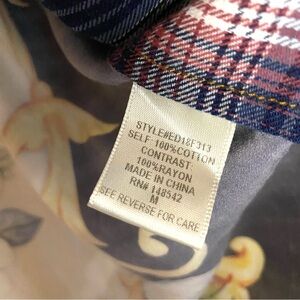 STYLE#ED18F313
SELF 100%COTTON
CONTRAST
100%RAYON
MADE IN CHINA
RN# 148542
M
SEE REVERSE FOR CARE